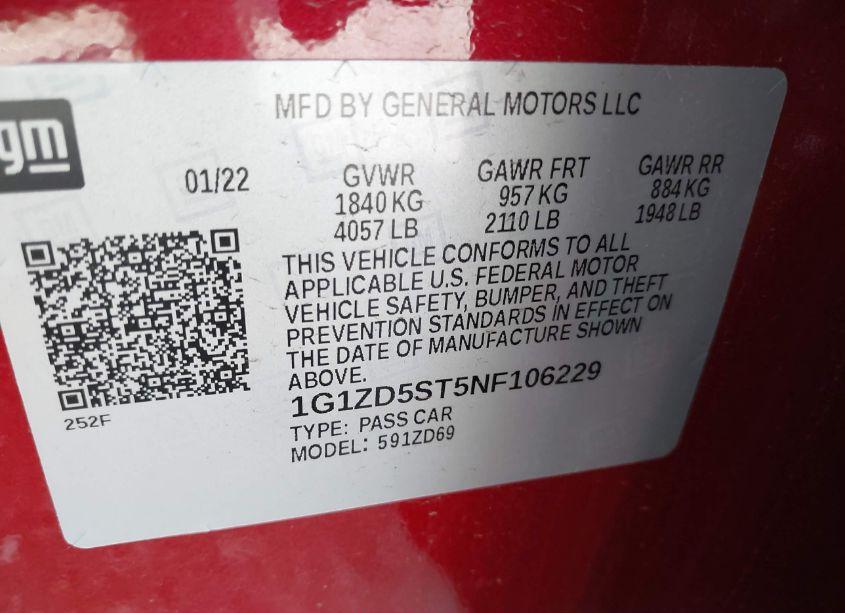 gm
MFD BY GENERAL MOTORS LLC
01/22
GVWR
1840 KG
4057 LB
GAWR FRT
957 KG
2110 LB
GAWR RR
884 KG
1948 LB
THIS VEHICLE CONFORMS TO ALL
APPLICABLE U.S. FEDERAL MOTOR
VEHICLE SAFETY, BUMPER, AND THEFT
PREVENTION STANDARDS IN EFFECT ON
THE DATE OF MANUFACTURE SHOWN
ABOVE.
1G1ZD5ST5NF106229
TYPE: PASS CAR
MODEL: 591ZD69
252F